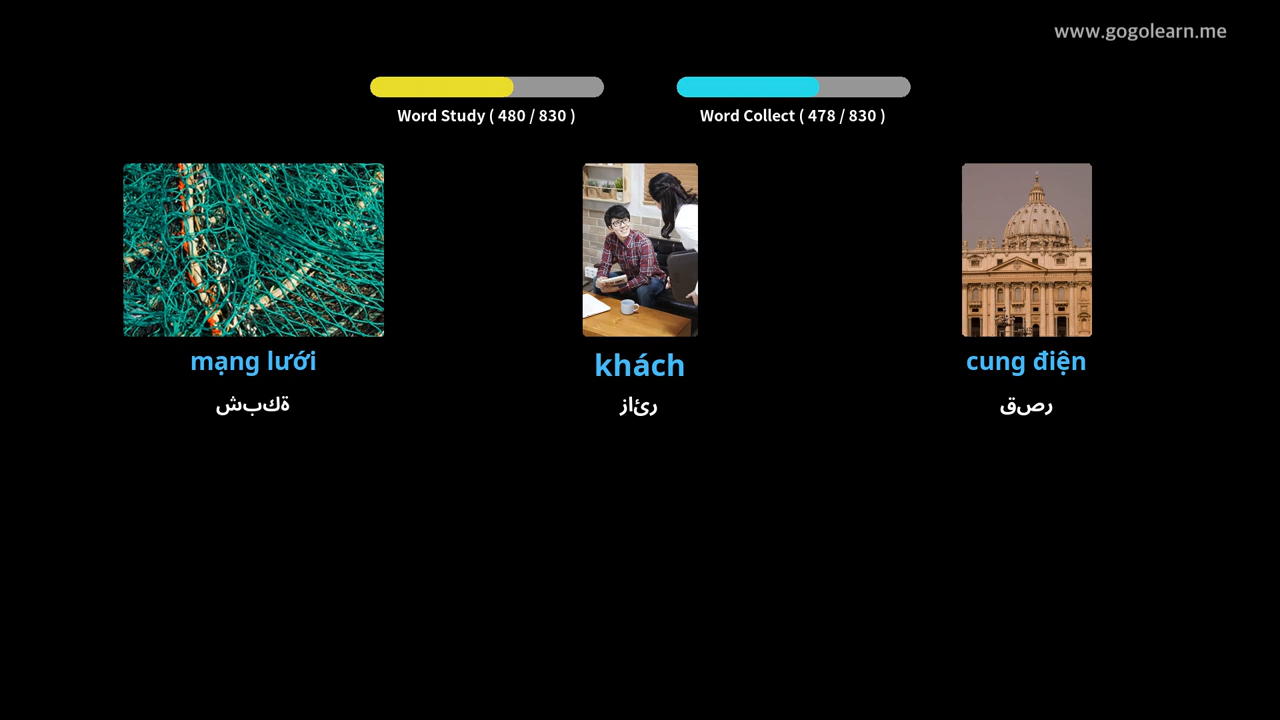 www.gogolearn.me
Word Study ( 480 / 830 )
Word Collect ( 478 / 830 )
mạng lưới
khách
cung điện
ةكبش
رئاز
رصق